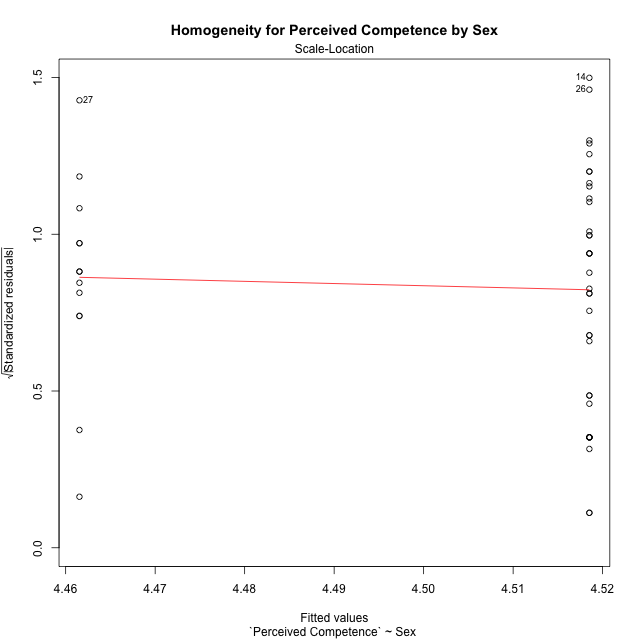 Homogeneity for Perceived Competence by Sex
Scale-Location
1.5
1.0
0.5
0.0
√|Standardized residuals|
27
14
26
4.46
4.47
4.48
4.49
4.50
4.51
4.52
Fitted values
`Perceived Competence` ~ Sex